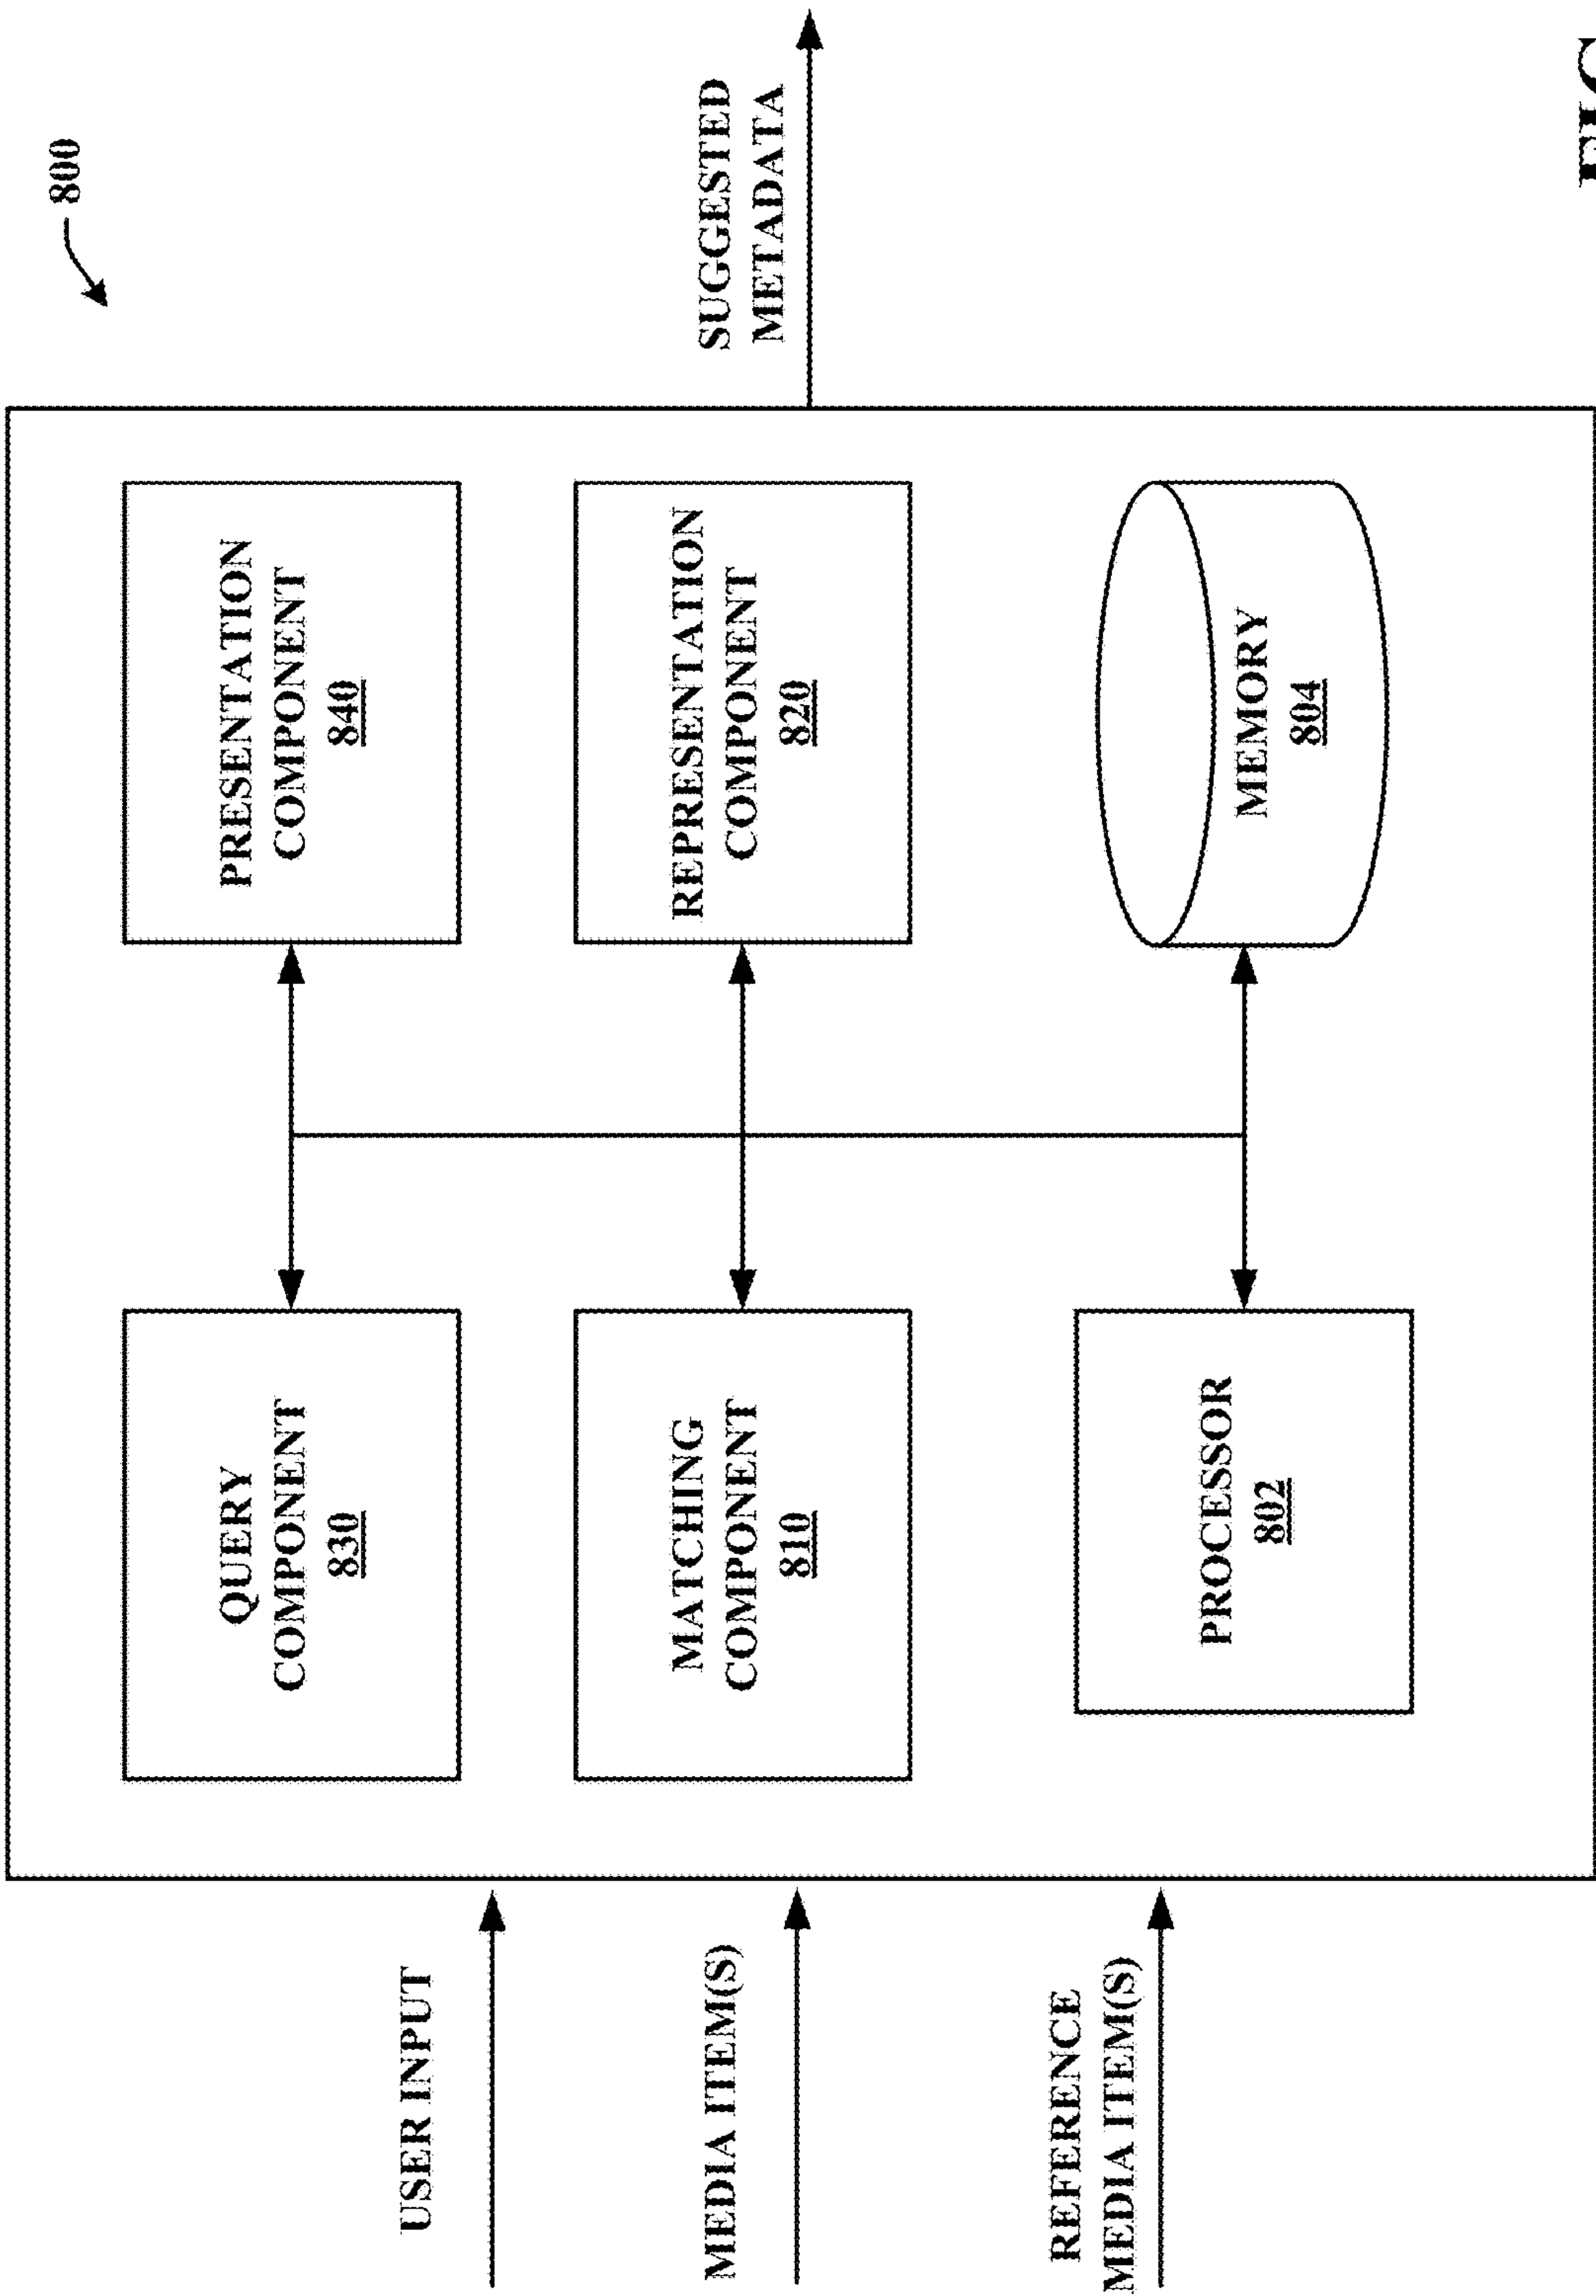 800
USER INPUT
MEDIA ITEM(S)
REFERENCE
MEDIA ITEM(S)
QUERY
COMPONENT
830
PRESENTATION
COMPONENT
840
MATCHING
COMPONENT
810
REPRESENTATION
COMPONENT
820
PROCESSOR
802
MEMORY
804
SUGGESTED
METADATA